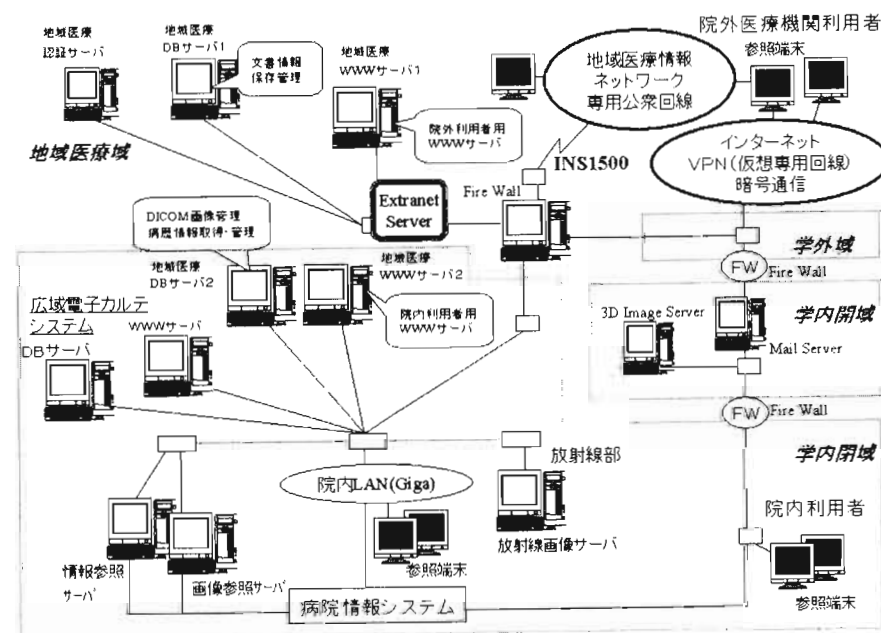 地域医療
認証サーバ
地域医療
DBサーバ1
文書情報
保存管理
地域医療
WWWサーバ1
院外利用者用
WWWサーバ
地域医療域
地域医療情報
ネットワーク
専用公衆回線
院外医療機関利用者
参照端末
インターネット
VPN(仮想専用回線)
暗号通信
INS1500
Fire Wall
Extranet
Server
DICOM画像管理
病歴情報取得・管理
地域医療
DBサーバ2
地域医療
WWWサーバ2
院内利用者用
WWWサーバ
学外域
FW
Fire Wall
広域電子カルテ
システム
DBサーバ
WWWサーバ
3D Image Server
学内開域
Mail Server
FW
Fire Wall
学内閉域
院内LAN(Giga)
放射線部
放射線画像サーバ
院内利用者
参照端末
情報参照
サーバ
画像参照サーバ
参照端末
病院情報システム